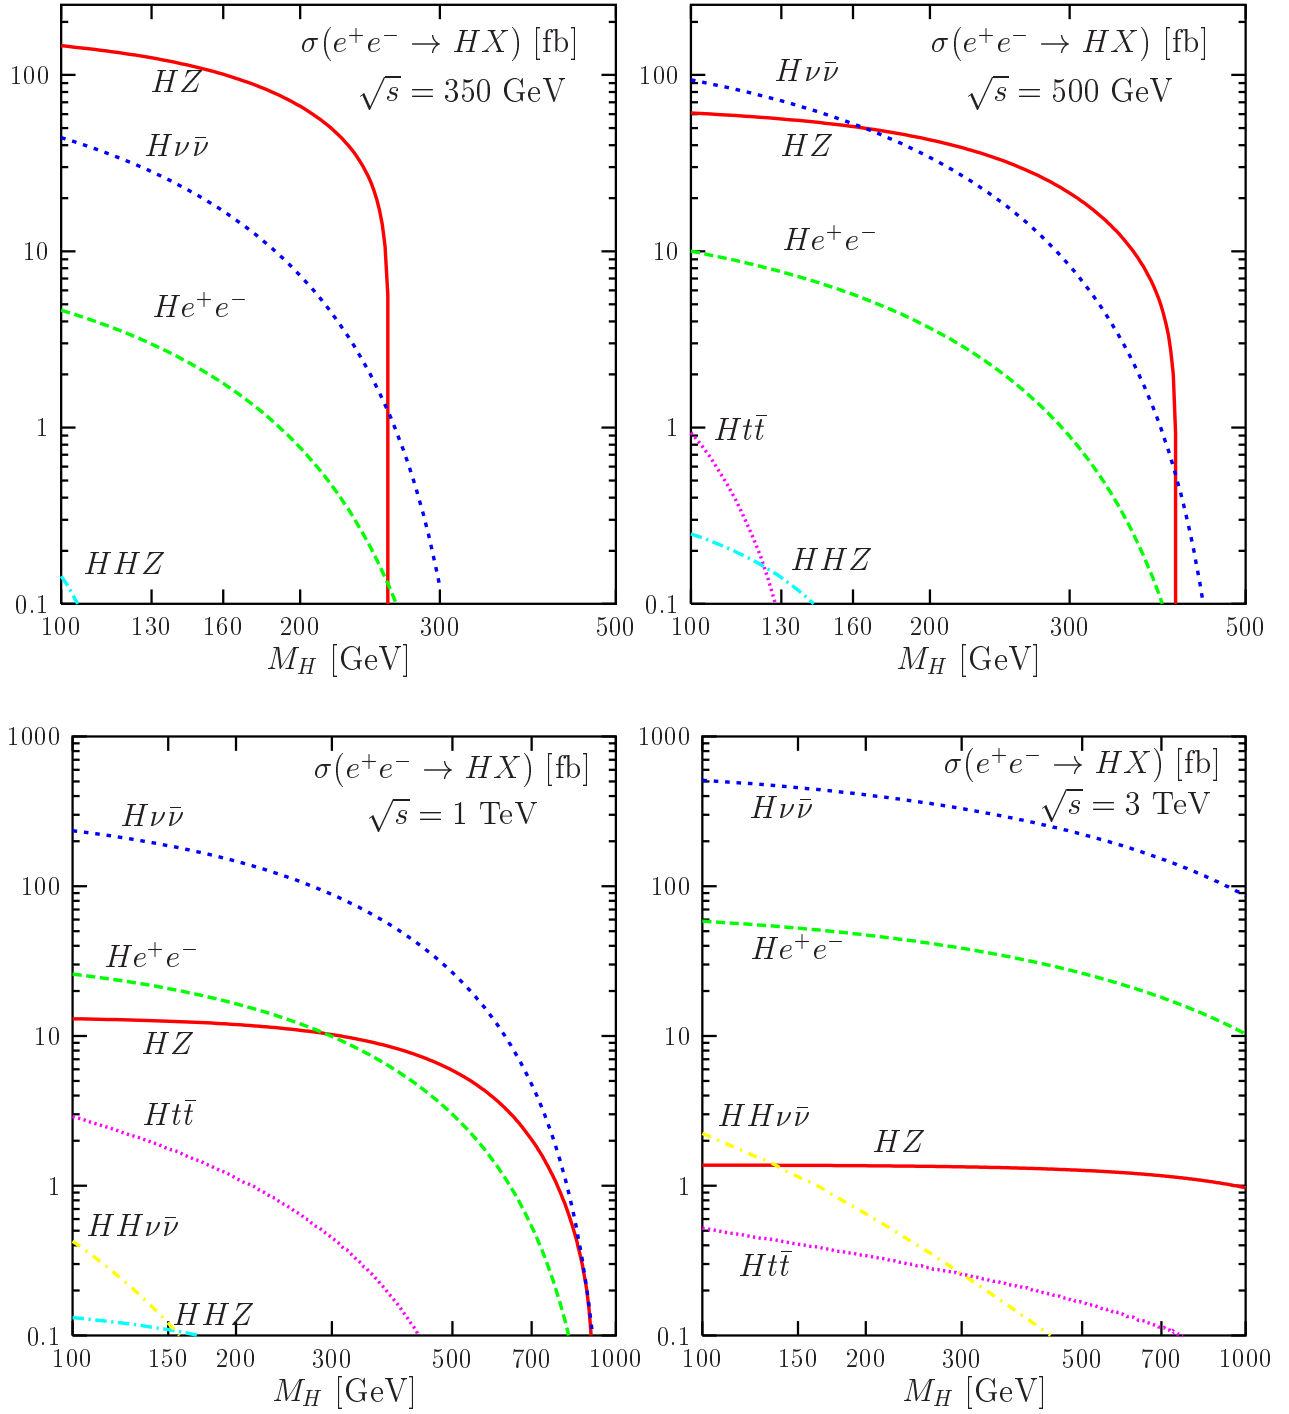 σ(e⁺e⁻ → HX) [fb]
√s = 350 GeV
HZ
Hνν̄
He⁺e⁻
HHZ
100
10
1
0.1
100 130 160 200 300 500
M_H [GeV]
σ(e⁺e⁻ → HX) [fb]
√s = 500 GeV
Hνν̄
HZ
He⁺e⁻
Htt̄
HHZ
100
10
1
0.1
100 130 160 200 300 500
M_H [GeV]
σ(e⁺e⁻ → HX) [fb]
√s = 1 TeV
Hνν̄
He⁺e⁻
HZ
Htt̄
HHνν̄
HHZ
1000
100
10
1
0.1
100 150 200 300 500 700 1000
M_H [GeV]
σ(e⁺e⁻ → HX) [fb]
√s = 3 TeV
Hνν̄
He⁺e⁻
HHνν̄
HZ
Htt̄
1000
100
10
1
0.1
100 150 200 300 500 700 1000
M_H [GeV]